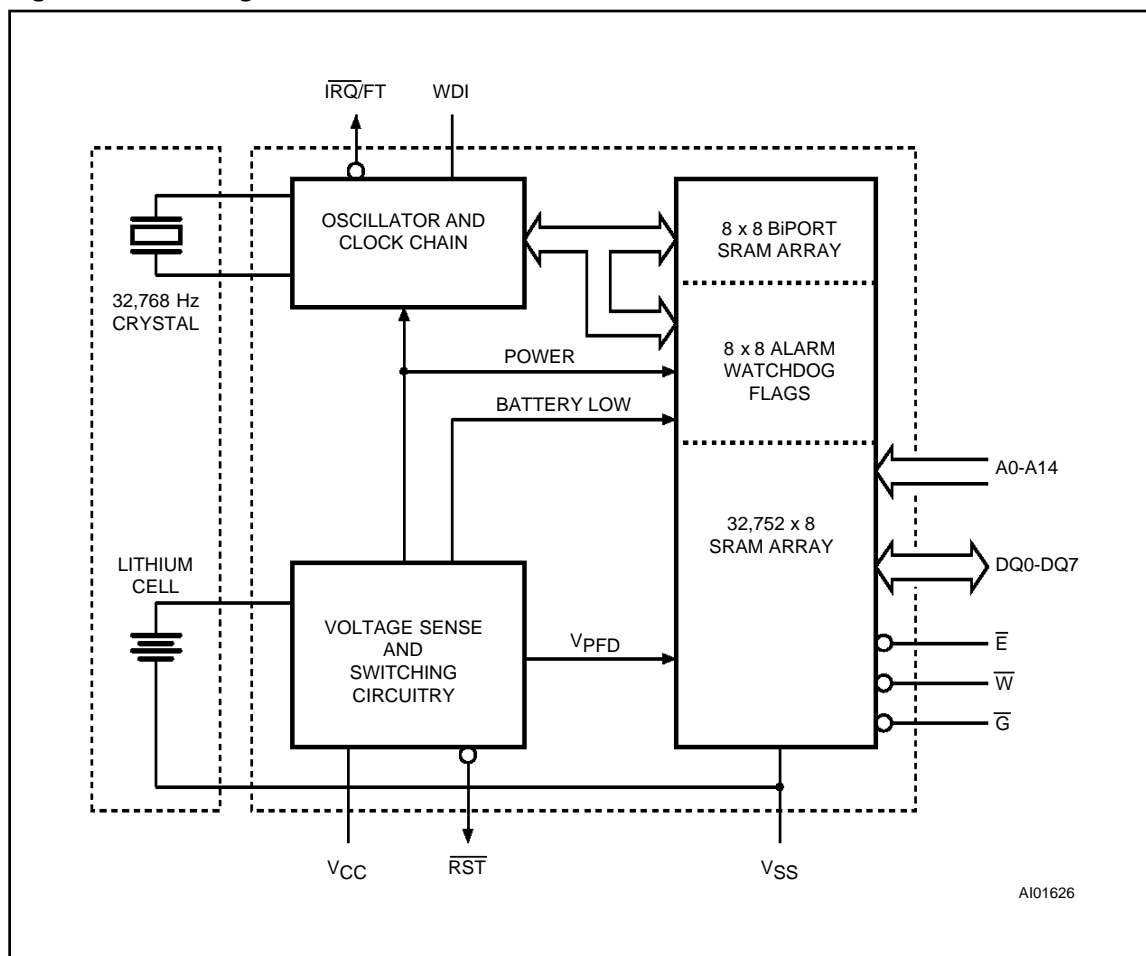 I̅R̅Q̅/FT
WDI
OSCILLATOR AND
CLOCK CHAIN
8 x 8 BiPORT
SRAM ARRAY
32,768 Hz
CRYSTAL
8 x 8 ALARM
WATCHDOG
FLAGS
POWER
BATTERY LOW
A0-A14
32,752 x 8
SRAM ARRAY
DQ0-DQ7
LITHIUM
CELL
VOLTAGE SENSE
AND
SWITCHING
CIRCUITRY
VPFD
E̅
W̅
G̅
VCC
R̅S̅T̅
VSS
AI01626